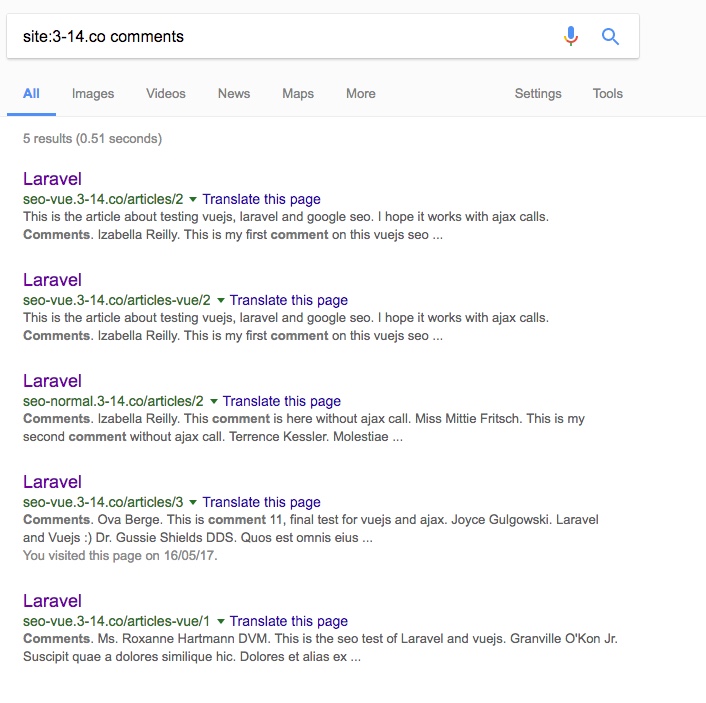 site:3-14.co comments
All Images Videos News Maps More Settings Tools
5 results (0.51 seconds)
Laravel
seo-vue.3-14.co/articles/2 Translate this page
This is the article about testing vuejs, laravel and google seo. I hope it works with ajax calls.
Comments. Izabella Reilly. This is my first comment on this vuejs seo ...
Laravel
seo-vue.3-14.co/articles-vue/2 Translate this page
This is the article about testing vuejs, laravel and google seo. I hope it works with ajax calls.
Comments. Izabella Reilly. This is my first comment on this vuejs seo ...
Laravel
seo-normal.3-14.co/articles/2 Translate this page
Comments. Izabella Reilly. This comment is here without ajax call. Miss Mittie Fritsch. This is my
second comment without ajax call. Terrence Kessler. Molestiae ...
Laravel
seo-vue.3-14.co/articles/3 Translate this page
Comments. Ova Berge. This is comment 11, final test for vuejs and ajax. Joyce Gulgowski. Laravel
and Vuejs :) Dr. Gussie Shields DDS. Quos est omnis eius ...
You visited this page on 16/05/17.
Laravel
seo-vue.3-14.co/articles-vue/1 Translate this page
Comments. Ms. Roxanne Hartmann DVM. This is the seo test of Laravel and vuejs. Granville O'Kon Jr.
Suscipit quae a dolores similique hic. Dolores et alias ex ...